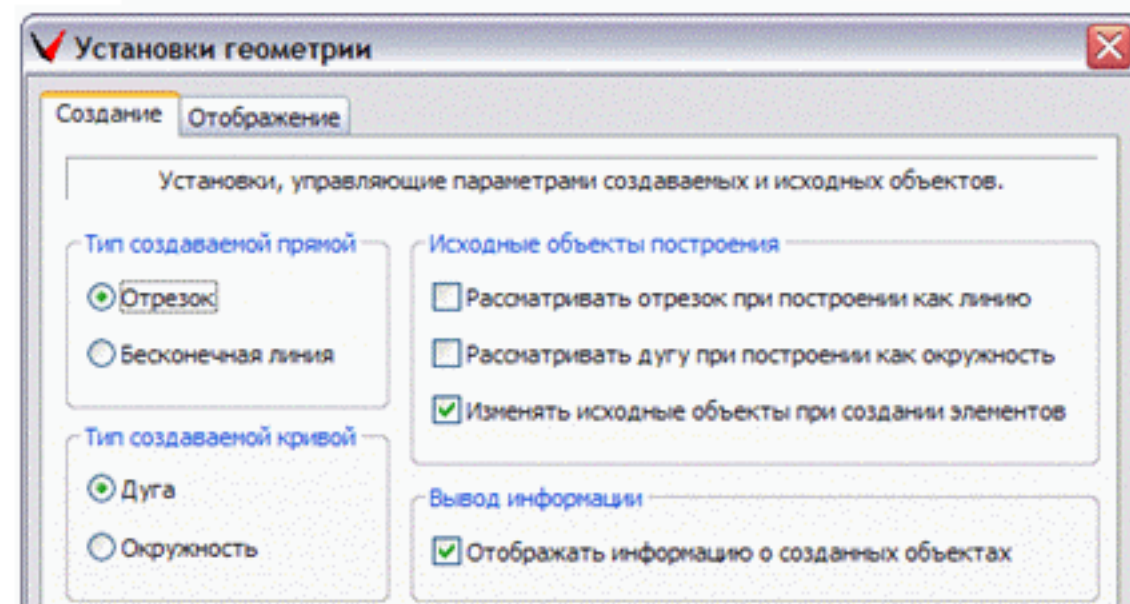 Установки геометрии
Создание Отображение
Установки, управляющие параметрами создаваемых и исходных объектов.
Тип создаваемой прямой
Отрезок
Бесконечная линия
Исходные объекты построения
Рассматривать отрезок при построении как линию
Рассматривать дугу при построении как окружность
Изменять исходные объекты при создании элементов
Тип создаваемой кривой
Дуга
Окружность
Вывод информации
Отображать информацию о созданных объектах